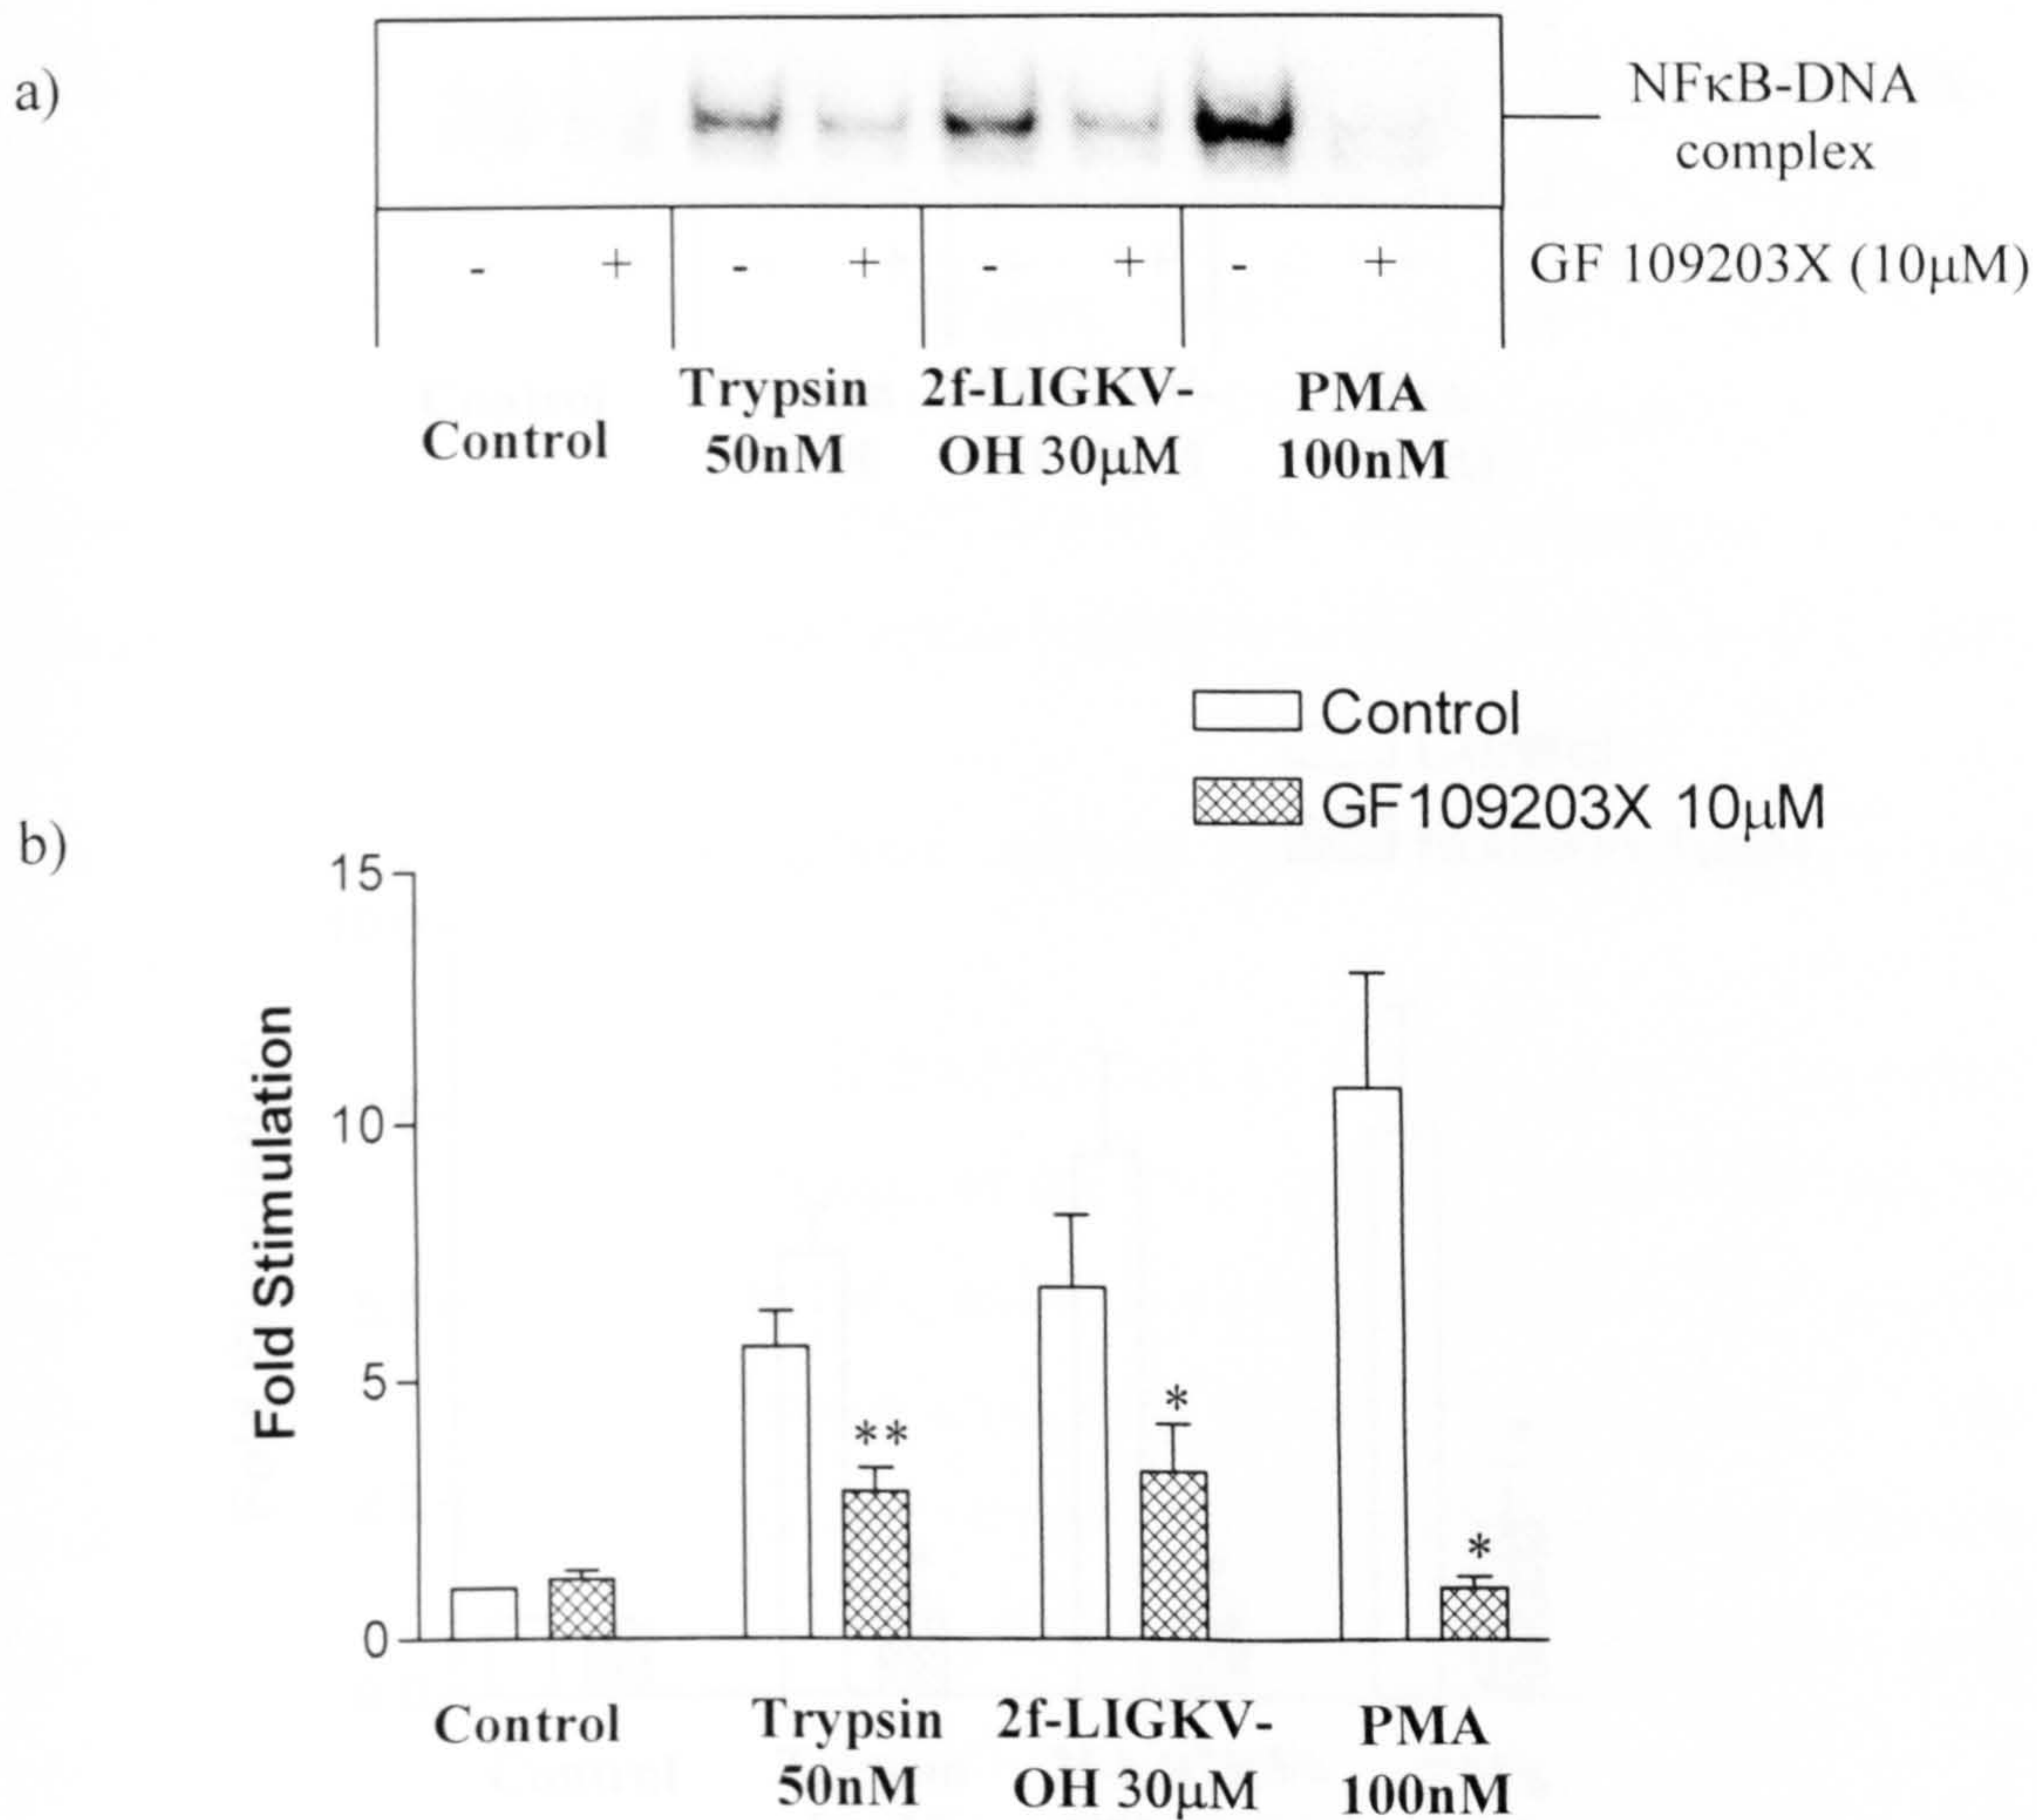 a)
NFκB-DNA
complex
- + - + - + - + GF 109203X (10μM)
Control
Trypsin
50nM
2f-LIGKV-
OH 30μM
PMA
100nM
Control
GF109203X 10μM
b)
15
10
5
0
Fold Stimulation
**
*
*
Control
Trypsin
50nM
2f-LIGKV-
OH 30μM
PMA
100nM